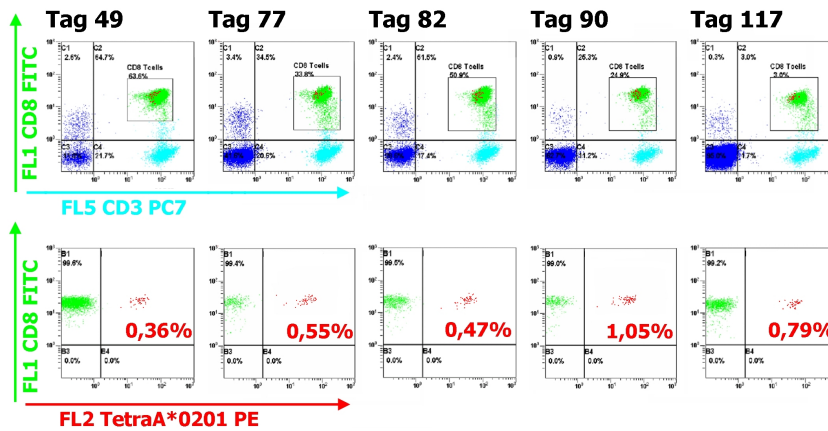 Tag 49 Tag 77 Tag 82 Tag 90 Tag 117
FL1 CD8 FITC
C1 C2
2.6% 64.7%
CD8 Tcells
63.6%
C3 C4
21.7%
C1 C2
3.4% 34.5%
CD8 Tcells
33.8%
C3 C4
20.5%
C1 C2
2.4% 51.5%
CD8 Tcells
50.9%
C3 C4
17.4%
C1 C2
0.9% 25.3%
CD8 Tcells
24.9%
C3 C4
C1 C2
0.3% 3.0%
CD8 Tcells
3.0%
C3 C4
FL5 CD3 PC7
FL1 CD8 FITC
B1
99.6%
0,36%
B3 B4
0.0% 0.0%
B1
99.4%
0,55%
B3 B4
0.0% 0.0%
B1
99.5%
0,47%
B3 B4
0.0% 0.0%
B1
99.0%
1,05%
B3 B4
0.0% 0.0%
B1
99.2%
0,79%
B3 B4
0.0% 0.0%
FL2 TetraA*0201 PE